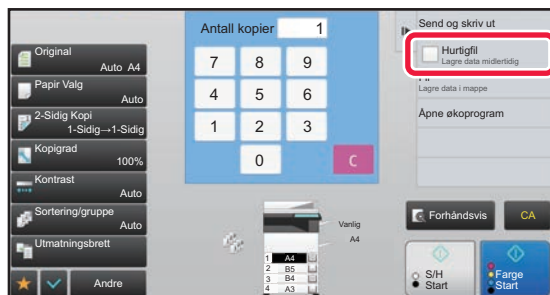 Original
Auto A4
Papir Valg
Auto
2-Sidig Kopi
1-Sidig→1-Sidig
Kopigrad
100%
Kontrast
Auto
Sortering/gruppe
Auto
Utmatningsbrett
Andre
Antall kopier 1
7 8 9
4 5 6
1 2 3
0 C
Vanlig
A4
1 A4
2 B5
3 B4
4 A3
Send og skriv ut
Hurtigfil
Lagre data midlertidig
Lagre data i mappe
Åpne økoprogram
Forhåndsvis
CA
S/H
Start
Farge
Start